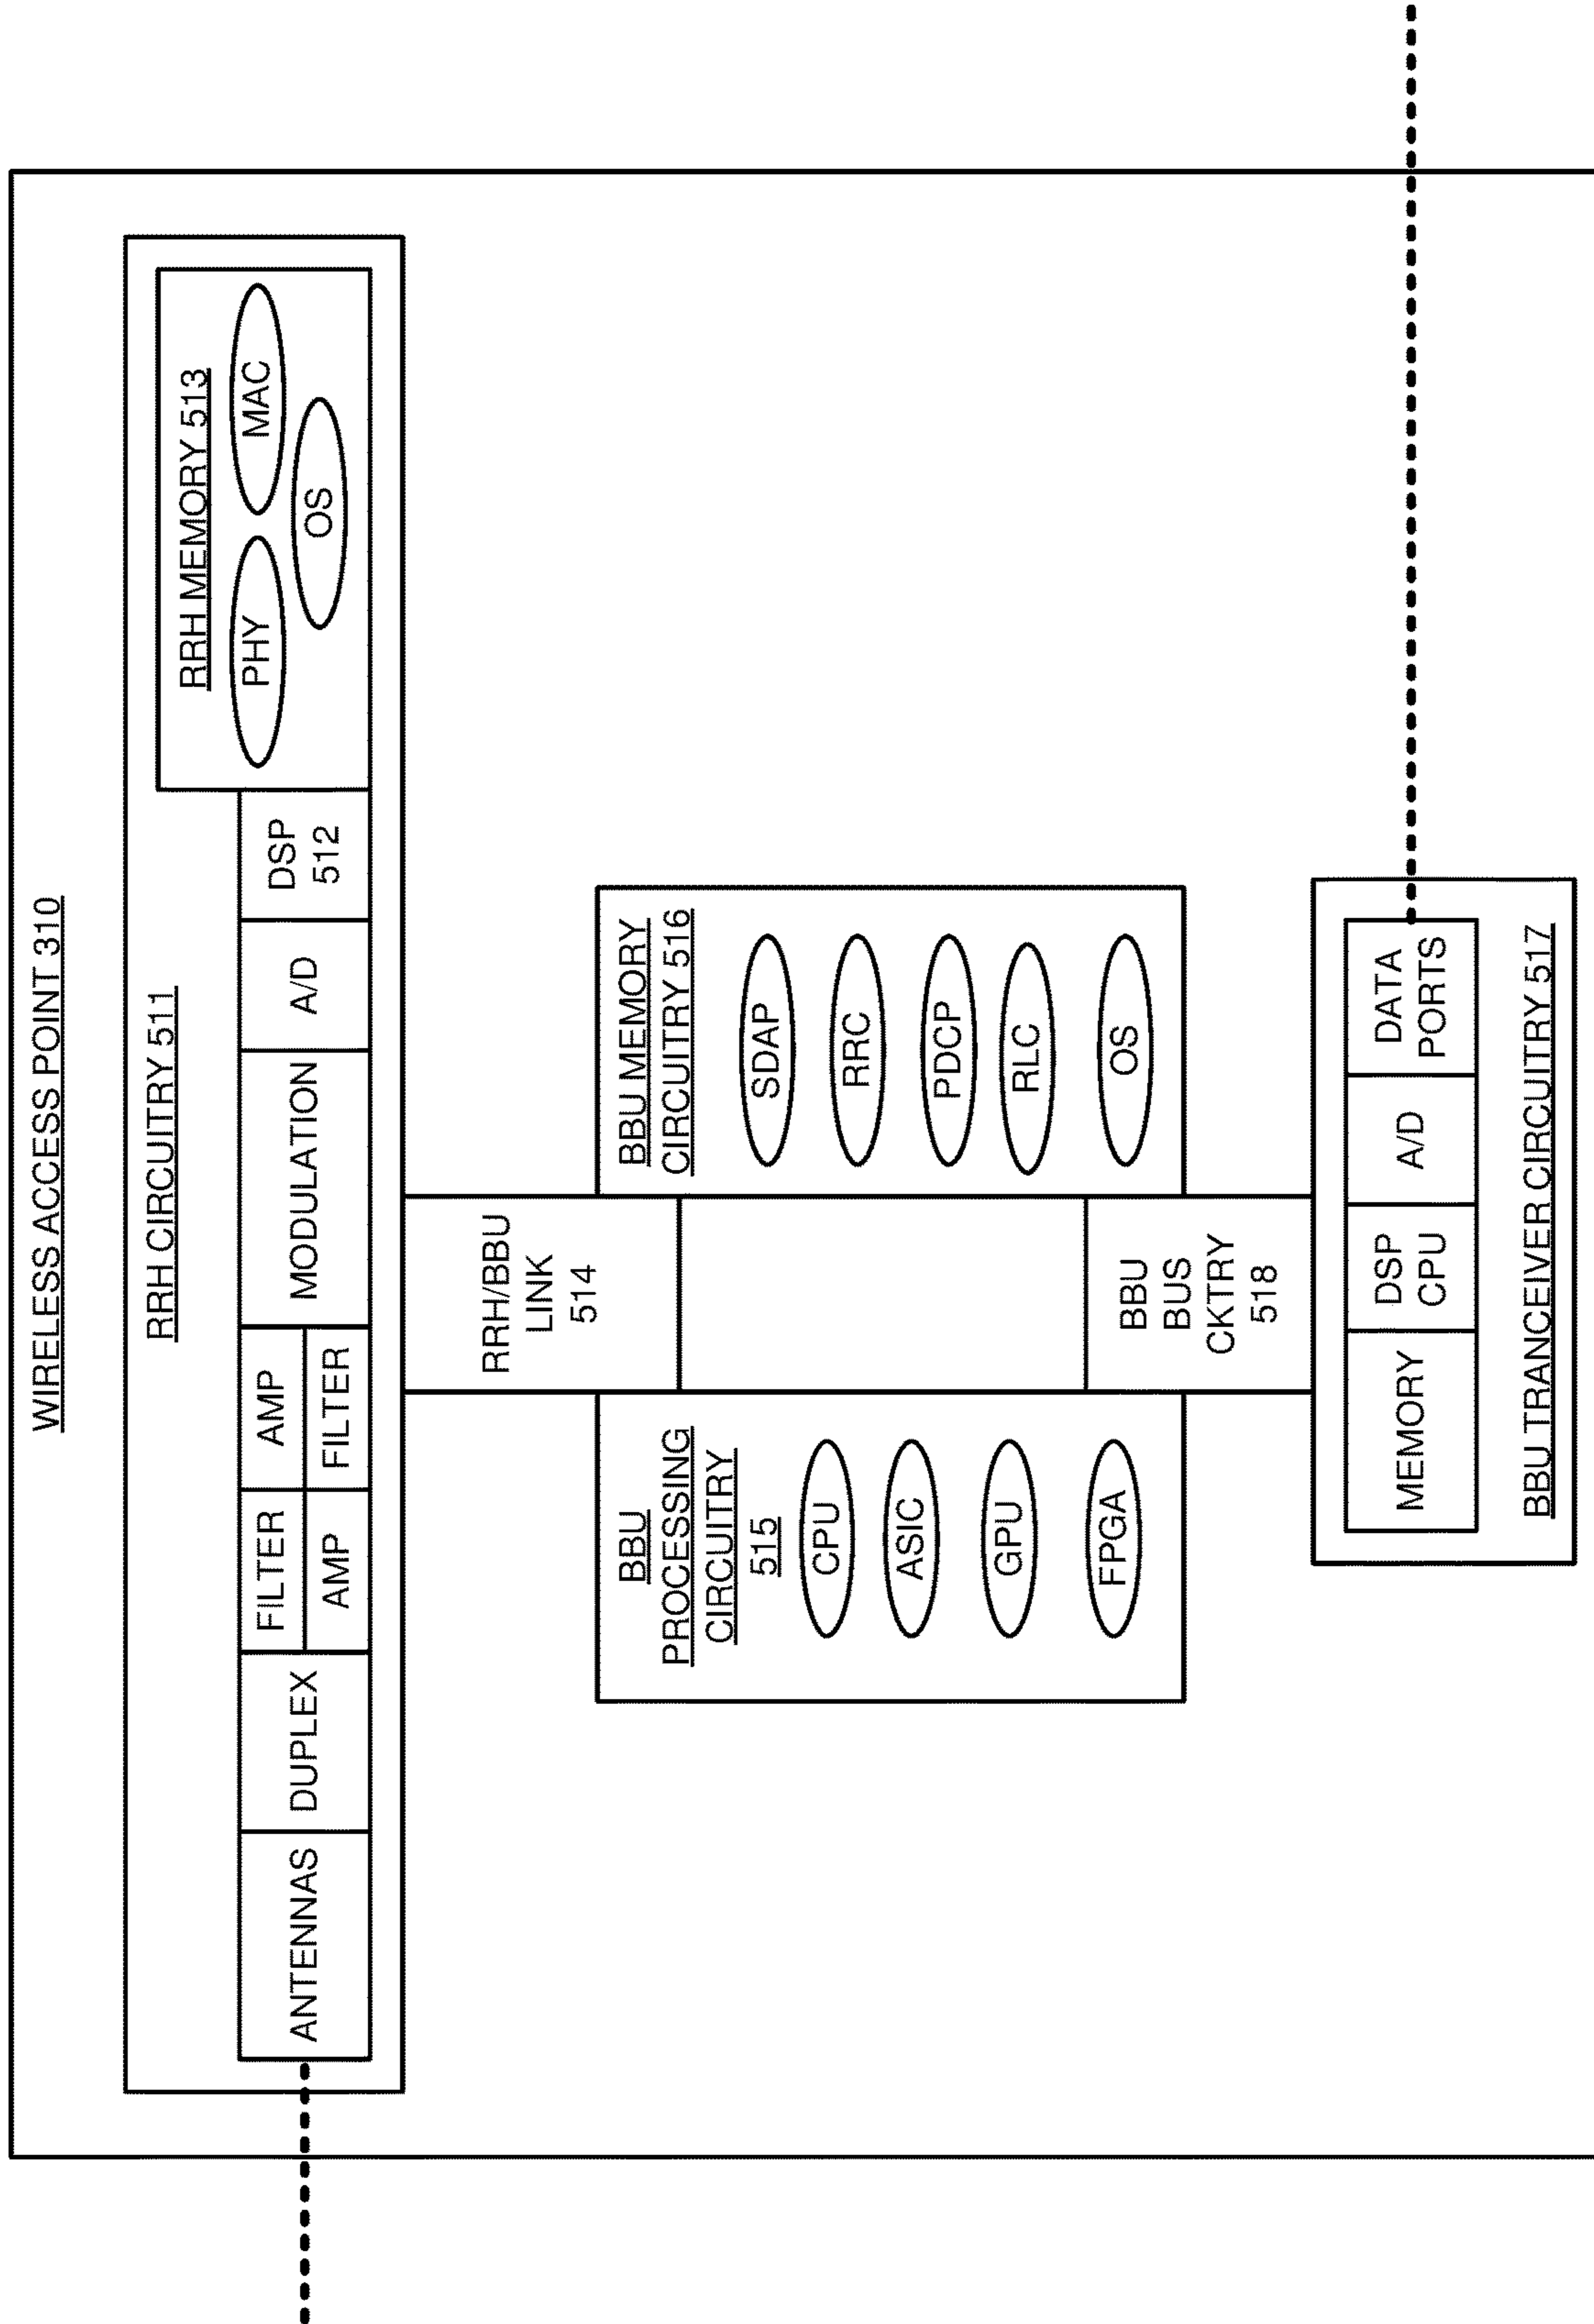 WIRELESS ACCESS POINT 310
RRH CIRCUITRY 511
ANTENNAS
DUPLEX
FILTER
AMP
AMP
FILTER
MODULATION
A/D
DSP
512
RRH MEMORY 513
PHY
MAC
OS
RRH/BBU
LINK
514
BBU
PROCESSING
CIRCUITRY
515
CPU
ASIC
GPU
FPGA
BBU MEMORY
CIRCUITRY 516
SDAP
RRC
PDCP
RLC
OS
BBU
BUS
CKTRY
518
MEMORY
DSP
CPU
A/D
DATA
PORTS
BBU TRANCEIVER CIRCUITRY 517